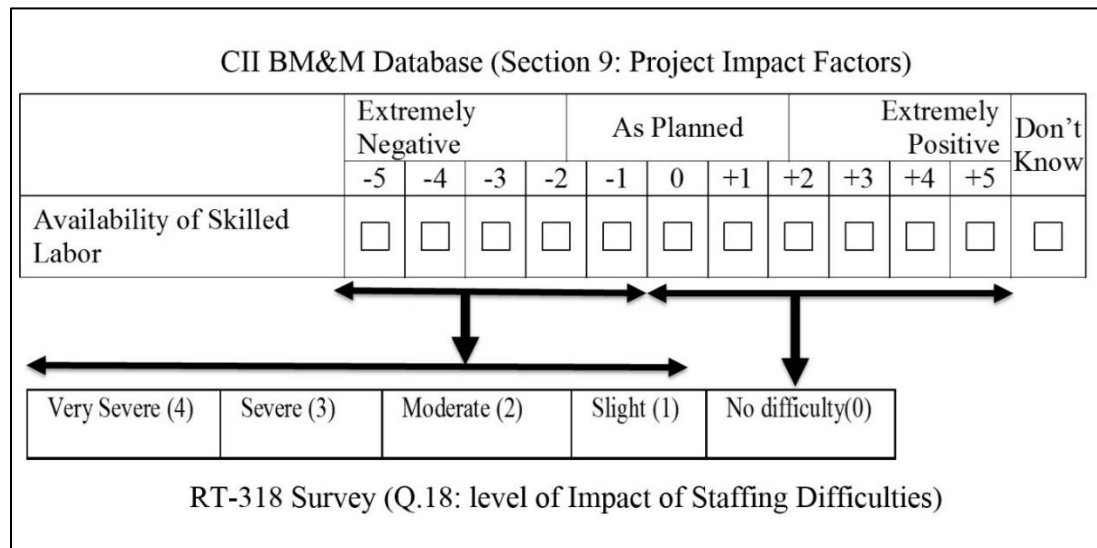 CII BM&M Database (Section 9: Project Impact Factors)
Extremely Negative As Planned Extremely Positive Don't Know
-5 -4 -3 -2 -1 0 +1 +2 +3 +4 +5
Availability of Skilled
Labor
Very Severe (4) Severe (3) Moderate (2) Slight (1) No difficulty(0)
RT-318 Survey (Q.18: level of Impact of Staffing Difficulties)